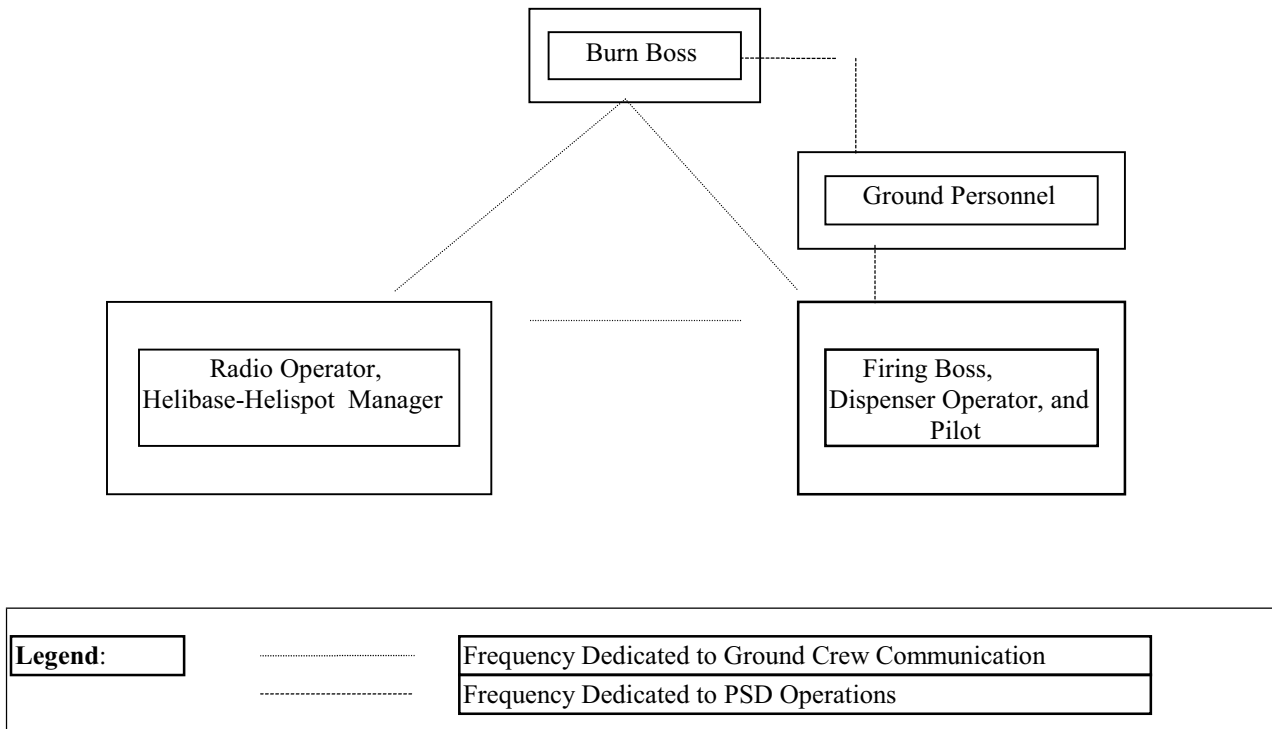 Burn Boss
Ground Personnel
Radio Operator,
Helibase-Helispot Manager
Firing Boss,
Dispenser Operator, and
Pilot
Legend:
Frequency Dedicated to Ground Crew Communication
Frequency Dedicated to PSD Operations